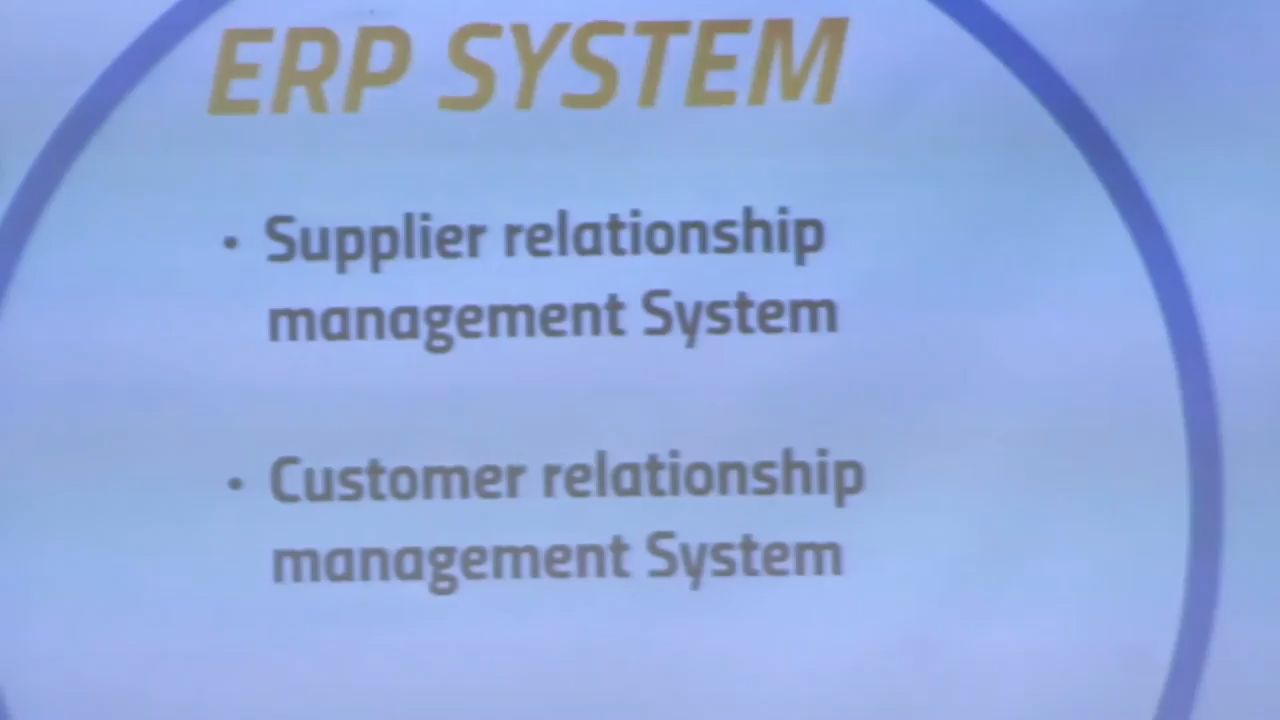 ERP SYSTEM
• Supplier relationship
management System
• Customer relationship
management System